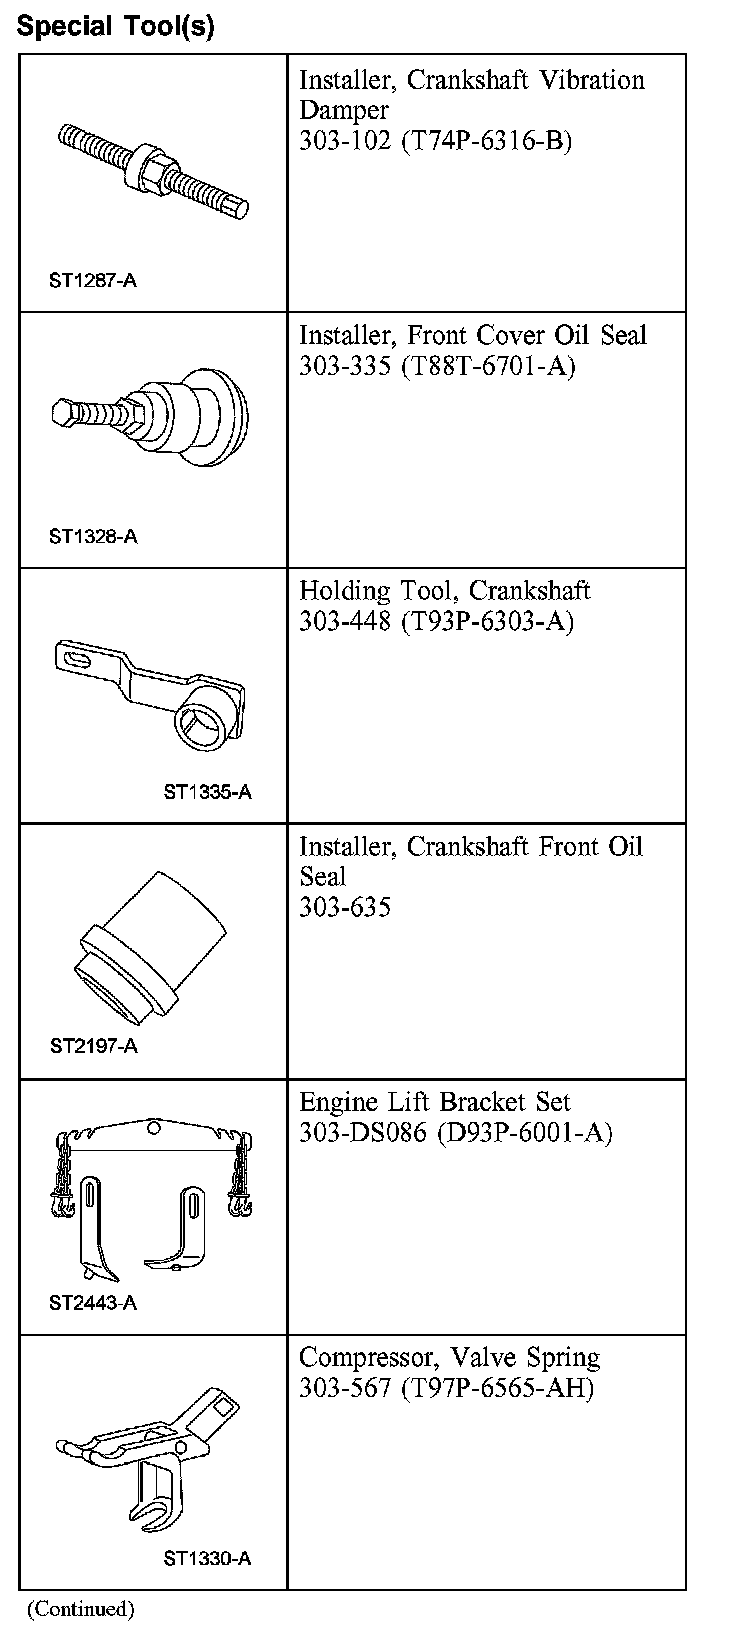 Special Tool(s)
Installer, Crankshaft Vibration
Damper
303-102 (T74P-6316-B)
ST1287-A
Installer, Front Cover Oil Seal
303-335 (T88T-6701-A)
ST1328-A
Holding Tool, Crankshaft
303-448 (T93P-6303-A)
ST1335-A
Installer, Crankshaft Front Oil
Seal
303-635
ST2197-A
Engine Lift Bracket Set
303-DS086 (D93P-6001-A)
ST2443-A
Compressor, Valve Spring
303-567 (T97P-6565-AH)
ST1330-A
(Continued)